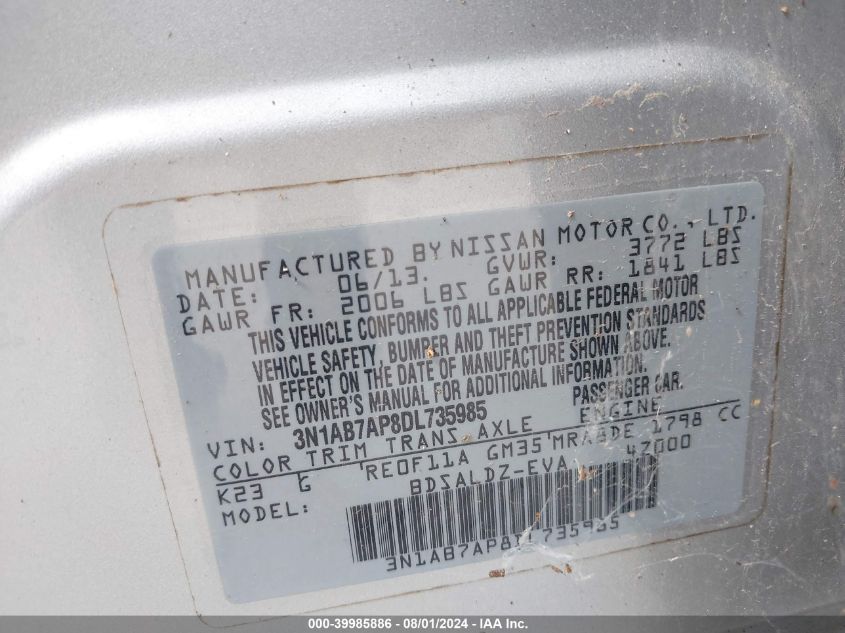 MANUFACTURED BY NISSAN MOTOR CO., LTD.
DATE: 06/13. GVWR: 3772 LBS
GAWR FR: 2006 LBS GAWR RR: 1841 LBS
THIS VEHICLE CONFORMS TO ALL APPLICABLE FEDERAL MOTOR
VEHICLE SAFETY, BUMPER AND THEFT PREVENTION STANDARDS
IN EFFECT ON THE DATE OF MANUFACTURE SHOWN ABOVE.
SEE OWNER'S MANUAL FOR ADDITIONAL INFORMATION.
VIN: 3N1AB7AP8DL735985 PASSENGER CAR.
COLOR TRIM TRANS AXLE ENGINE
K23 G RE0F11A GM35 MRA8DE 1798 CC
MODEL: BDSALDZ-EVA 4Z000
3N1AB7AP8DL735985
000-39985886 - 08/01/2024 - IAA Inc.